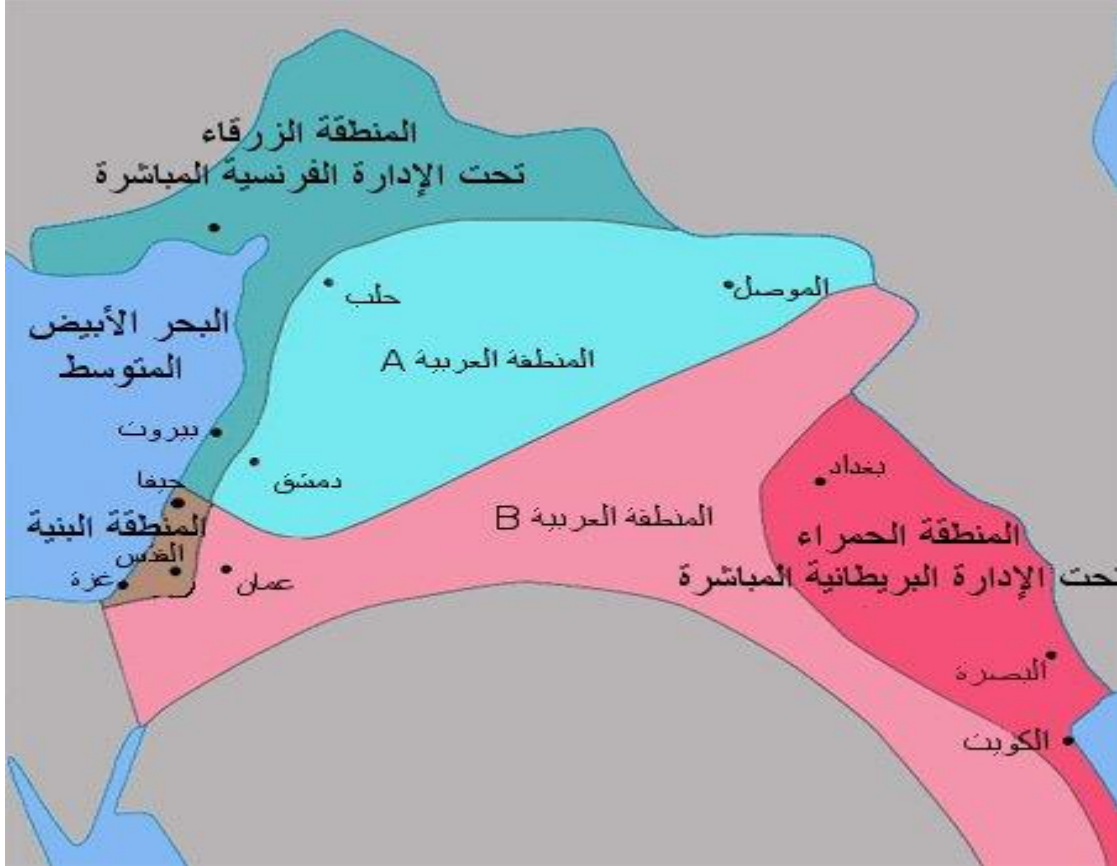 المنطقة الزرقاء
تحت الإدارة الفرنسية المباشرة
حلب
الموصل
البحر الأبيض
المتوسط
المنطقة العربية A
بيروت
دمشق
بغداد
حيفا
المنطقة العربية B
المنطقة البنية
المنطقة الحمراء
القدس
تحت الإدارة البريطانية المباشرة
غزة
عمان
البصرة
الكويت